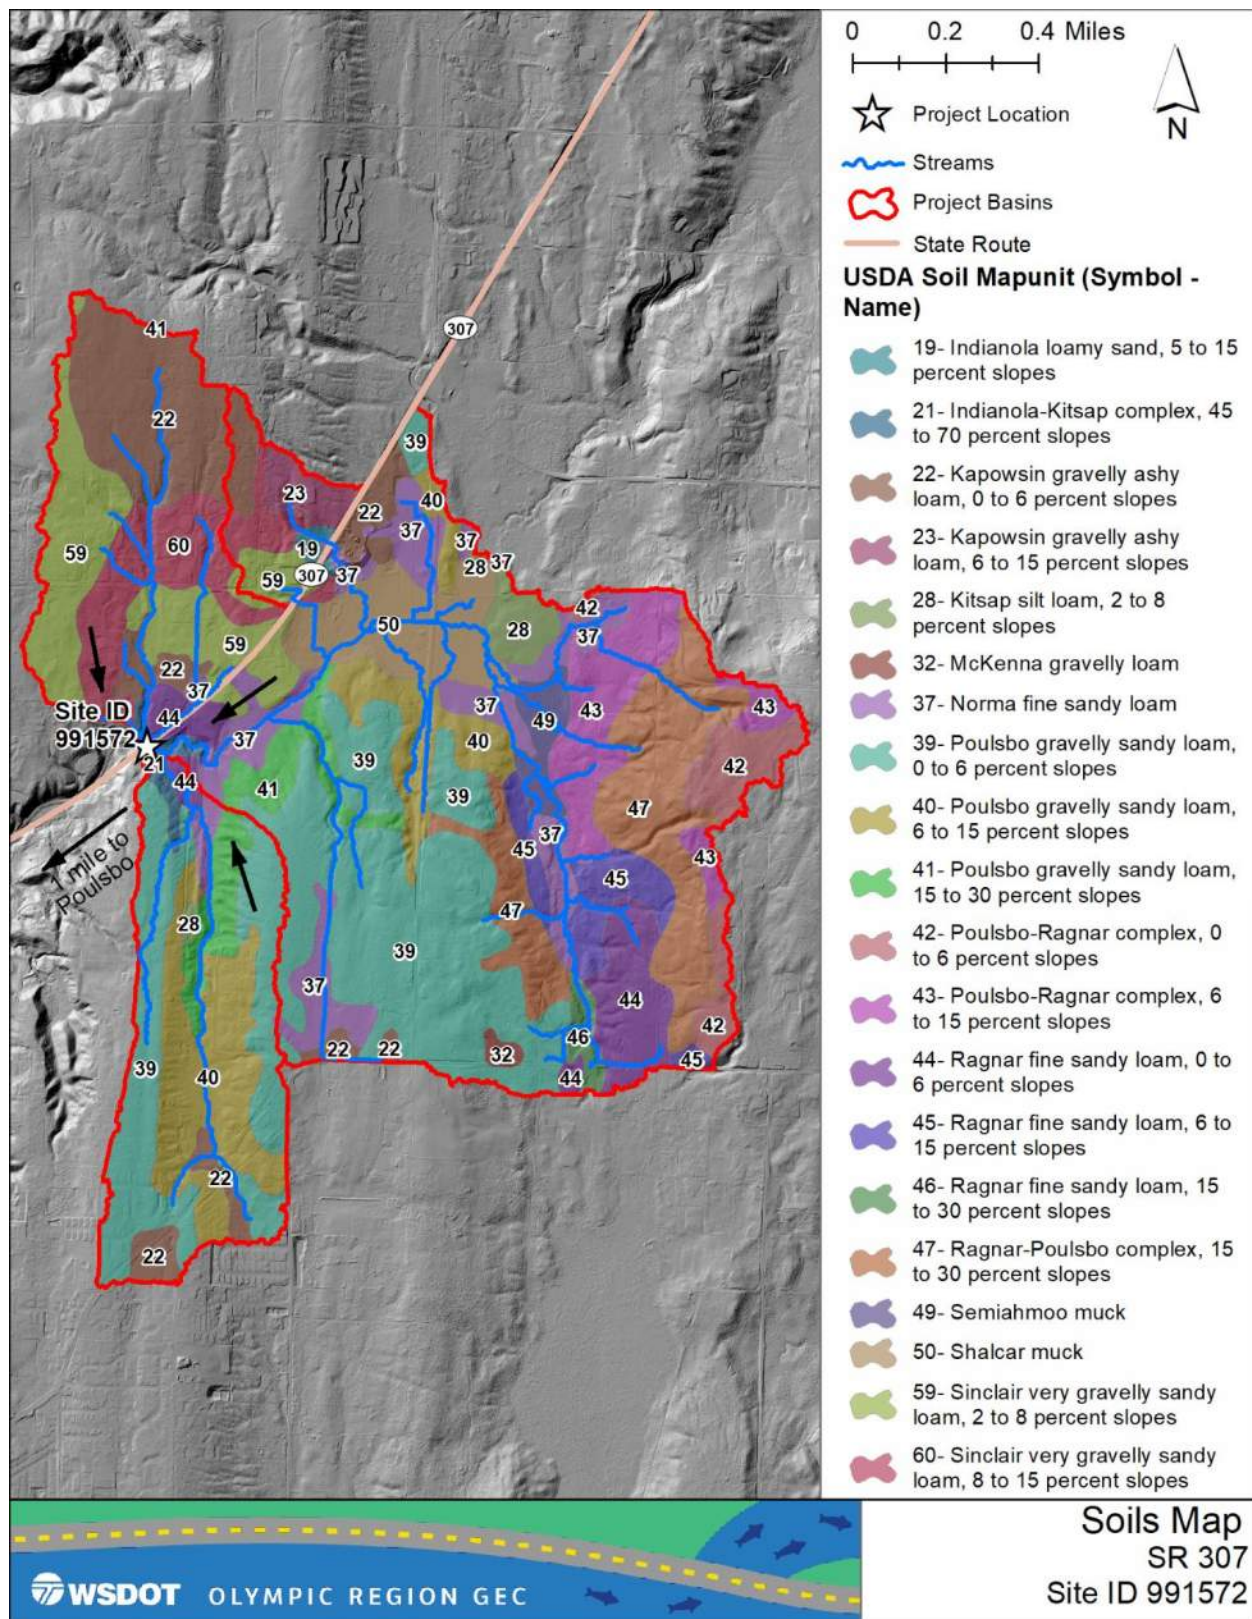 0 0.2 0.4 Miles
N
Project Location
Streams
Project Basins
State Route
USDA Soil Mapunit (Symbol -
Name)
19- Indianola loamy sand, 5 to 15
percent slopes
21- Indianola-Kitsap complex, 45
to 70 percent slopes
22- Kapowsin gravelly ashy
loam, 0 to 6 percent slopes
23- Kapowsin gravelly ashy
loam, 6 to 15 percent slopes
28- Kitsap silt loam, 2 to 8
percent slopes
32- McKenna gravelly loam
37- Norma fine sandy loam
39- Poulsbo gravelly sandy loam,
0 to 6 percent slopes
40- Poulsbo gravelly sandy loam,
6 to 15 percent slopes
41- Poulsbo gravelly sandy loam,
15 to 30 percent slopes
42- Poulsbo-Ragnar complex, 0
to 6 percent slopes
43- Poulsbo-Ragnar complex, 6
to 15 percent slopes
44- Ragnar fine sandy loam, 0 to
6 percent slopes
45- Ragnar fine sandy loam, 6 to
15 percent slopes
46- Ragnar fine sandy loam, 15
to 30 percent slopes
47- Ragnar-Poulsbo complex, 15
to 30 percent slopes
49- Semiahmoo muck
50- Shalcar muck
59- Sinclair very gravelly sandy
loam, 2 to 8 percent slopes
60- Sinclair very gravelly sandy
loam, 8 to 15 percent slopes
41
307
22
39
23
40
22
37
37
19
59
60
28
37
307
37
59
42
50
28
37
59
22
37
43
37
43
44
49
Site ID
991572
37
40
21
39
42
44
41
39
47
1 mile to
Poulsbo
37
45
43
45
47
28
39
37
44
42
46
22
22
32
45
39
40
44
22
22
WSDOT OLYMPIC REGION GEC
Soils Map
SR 307
Site ID 991572